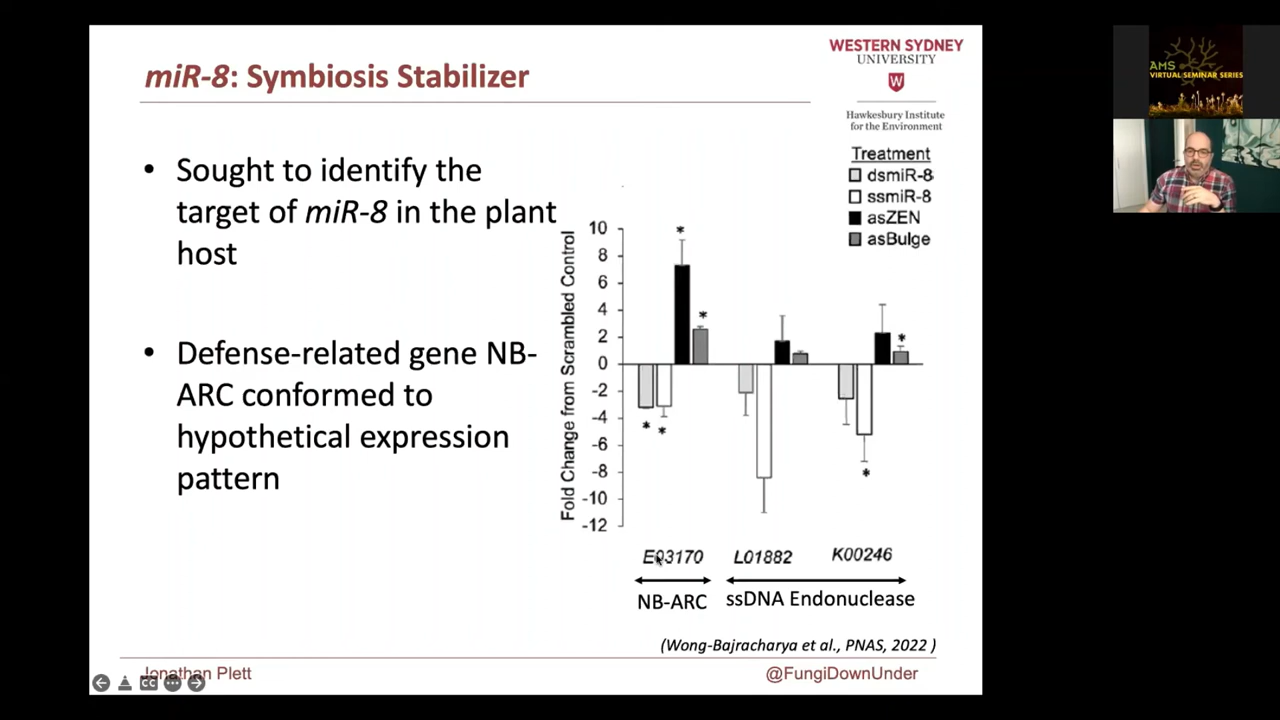 miR-8: Symbiosis Stabilizer
WESTERN SYDNEY
UNIVERSITY
W
Hawkesbury Institute
for the Environment
AMS
VIRTUAL SEMINAR SERIES
• Sought to identify the
target of miR-8 in the plant
host
• Defense-related gene NB-
ARC conformed to
hypothetical expression
pattern
Treatment
dsmiR-8
ssmiR-8
asZEN
asBulge
Fold Change from Scrambled Control
10
8
6
4
2
0
-2
-4
-6
-8
-10
-12
* * * * * *
E03170 L01882 K00246
NB-ARC ssDNA Endonuclease
(Wong-Bajracharya et al., PNAS, 2022 )
Jonathan Plett
@FungiDownUnder
CC